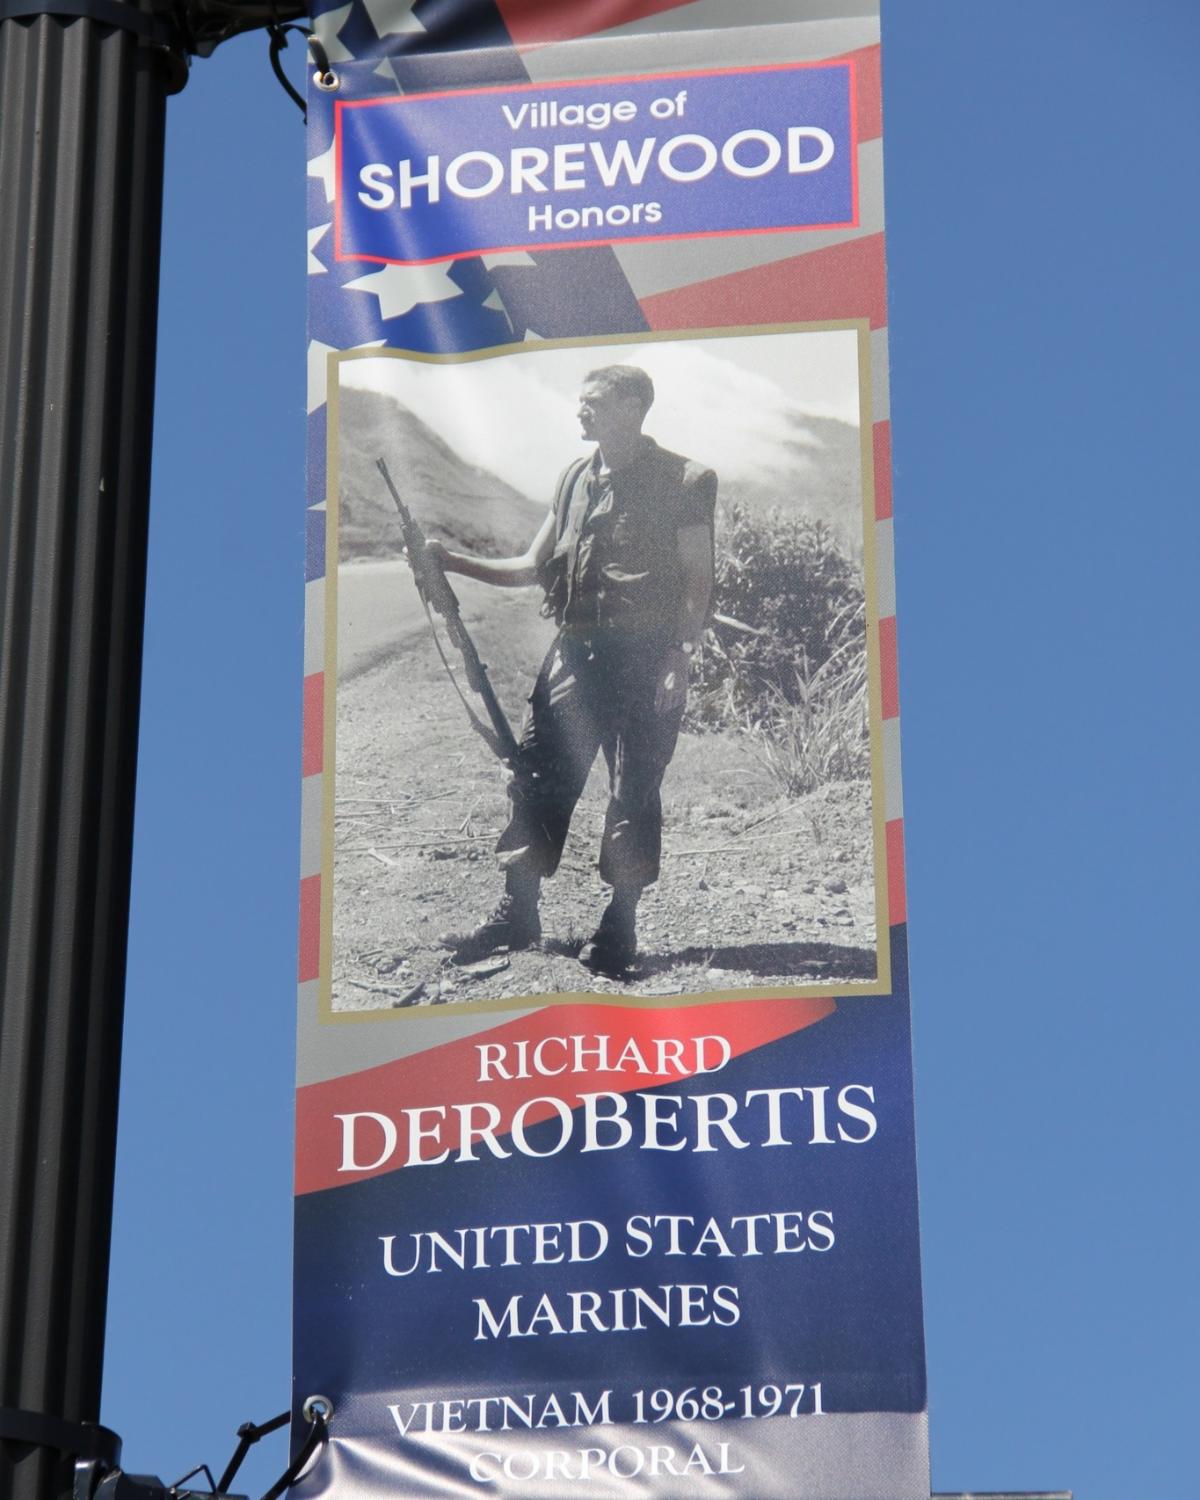 Village of
SHOREWOOD
Honors
RICHARD
DEROBERTIS
UNITED STATES
MARINES
VIETNAM 1968-1971
CORPORAL